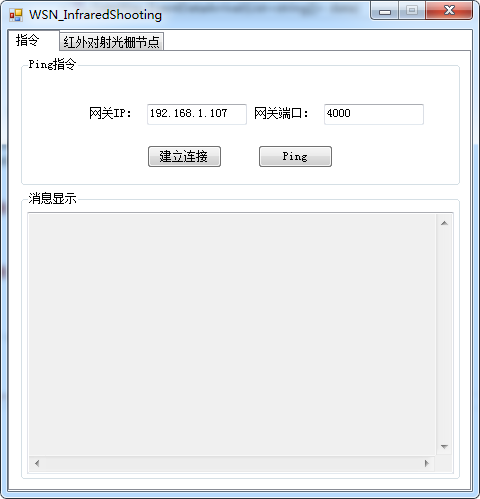 WSN_InfraredShooting
指令 红外对射光栅节点
Ping指令
网关IP: 192.168.1.107 网关端口: 4000
建立连接 Ping
消息显示